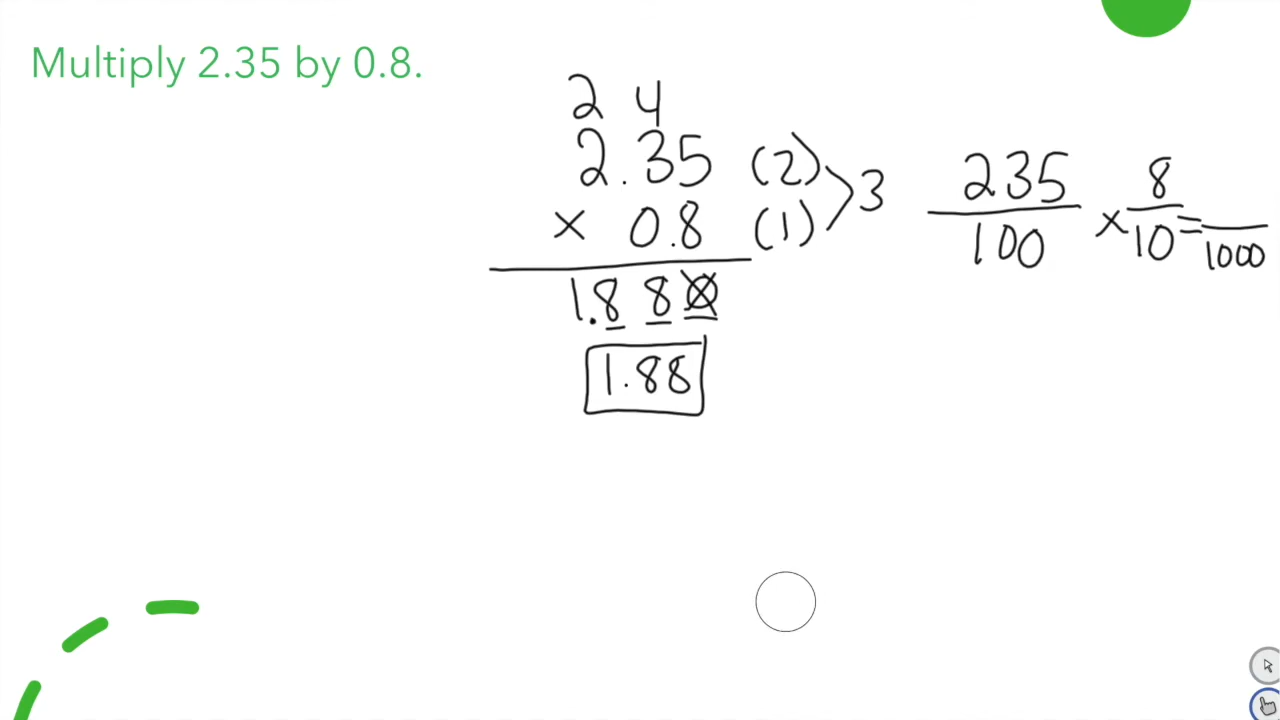 Multiply 2.35 by 0.8.
2 4
2.35 (2)
× 0.8 (1)
3
1.880
1.88
235/100 × 8/10 = /1000